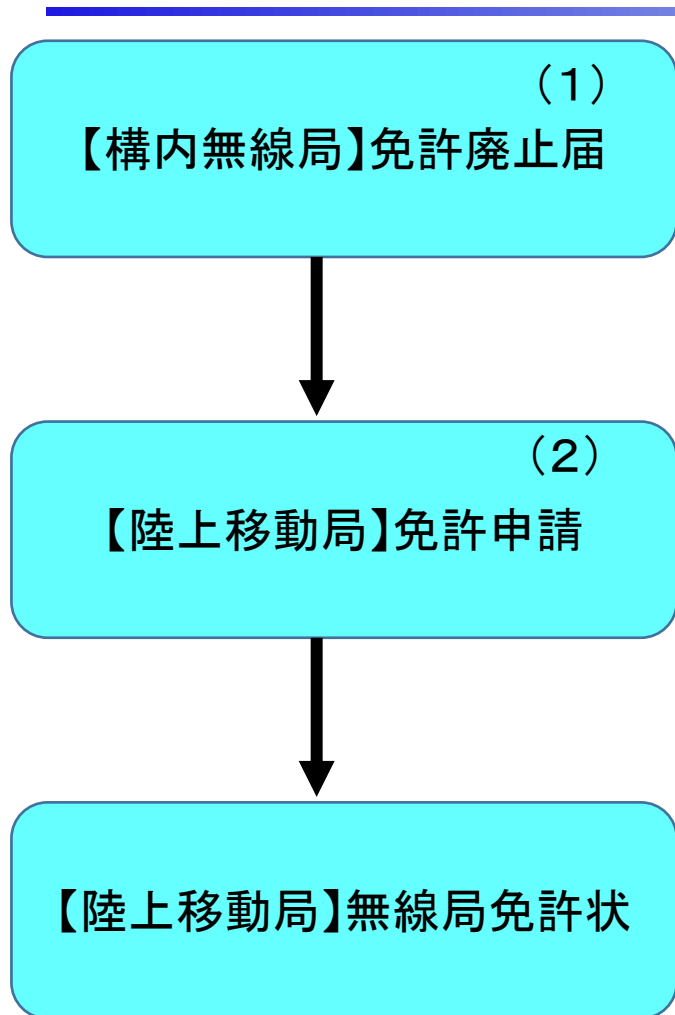 （１）
【構内無線局】免許廃止届
（２）
【陸上移動局】免許申請
【陸上移動局】無線局免許状